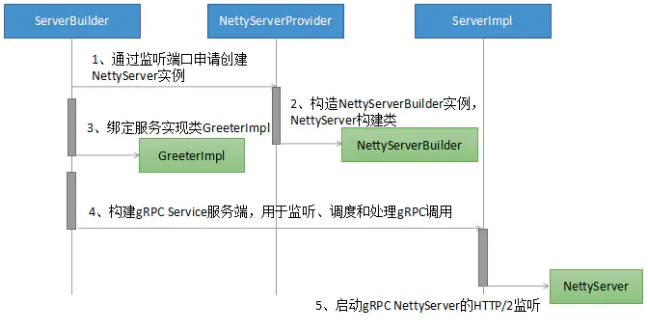 ServerBuilder
NettyServerProvider
ServerImpl
1、通过监听端口申请创建
NettyServer实例
2、构造NettyServerBuilder实例，
NettyServer构建类
3、绑定服务实现类GreeterImpl
NettyServerBuilder
GreeterImpl
4、构建gRPC Service服务端，用于监听、调度和处理gRPC调用
NettyServer
5、启动gRPC NettyServer的HTTP/2监听